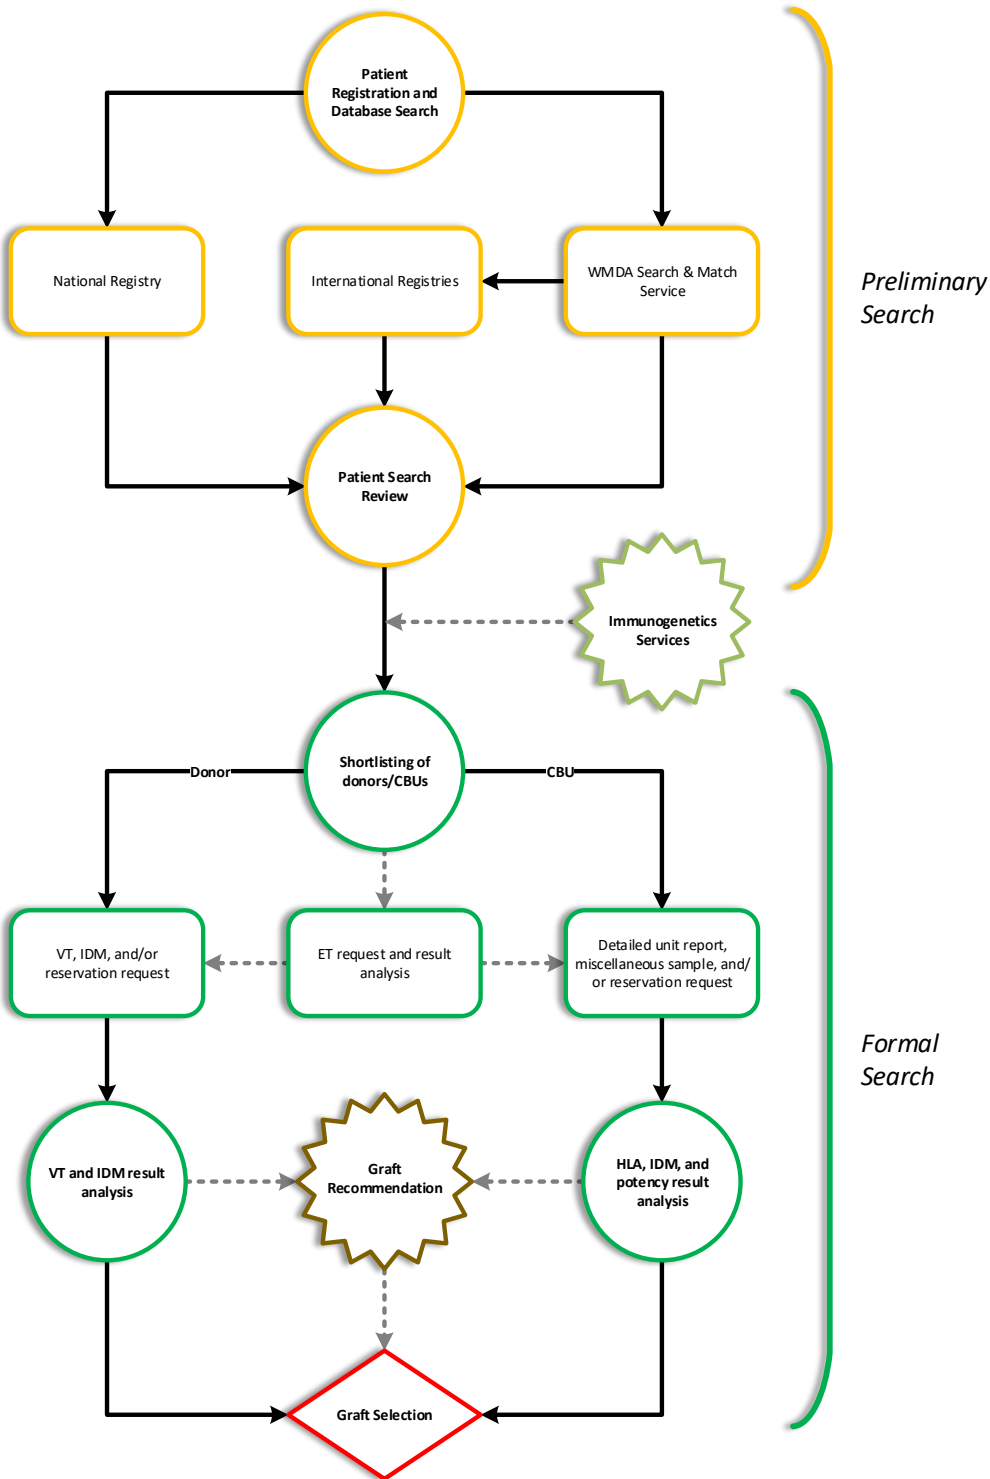 Patient
Registration and
Database Search
National Registry
International Registries
WMDA Search & Match
Service
Preliminary
Search
Patient Search
Review
Immunogenetics
Services
Shortlisting of
donors/CBUs
Donor
CBU
VT, IDM, and/or
reservation request
ET request and result
analysis
Detailed unit report,
miscellaneous sample, and/
or reservation request
Formal
Search
VT and IDM result
analysis
Graft
Recommendation
HLA, IDM, and
potency result
analysis
Graft Selection